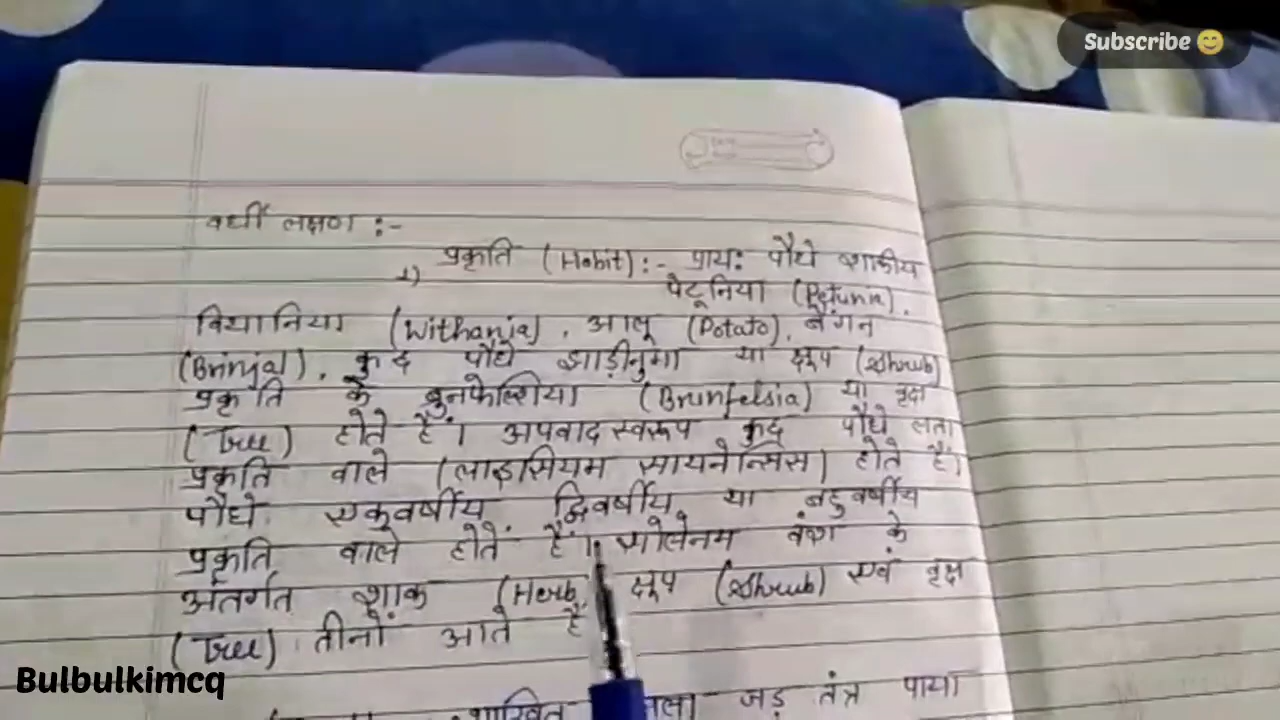 Subscribe 😊
वर्धी लक्षण :-
1) प्रकृति (Habit) :- प्रायः पौधे शाकीय
पेटूनिया (Petunia),
विथानिया (Withania), आलू (Potato), बैंगन
(Brinjal), कुछ पौधे झाड़ीनुमा या क्षूप (Shrub)
प्रकृति के ब्रुनफेल्शिया (Brunfelsia) या वृक्ष
(Tree) होते हैं। अपवाद स्वरूप कुछ पौधे लता
प्रकृति वाले (लाइसियम सायनेन्सिस) होते हैं।
पौधे एकवर्षीय द्विवर्षीय या बहुवर्षीय
प्रकृति वाले होते हैं। सोलेनम वंश के
अंतर्गत शाक (Herb) क्षूप (Shrub) एवं वृक्ष
(Tree) तीनों आते हैं
शाखित जड़ तंत्र पाया
Bulbulkimcq